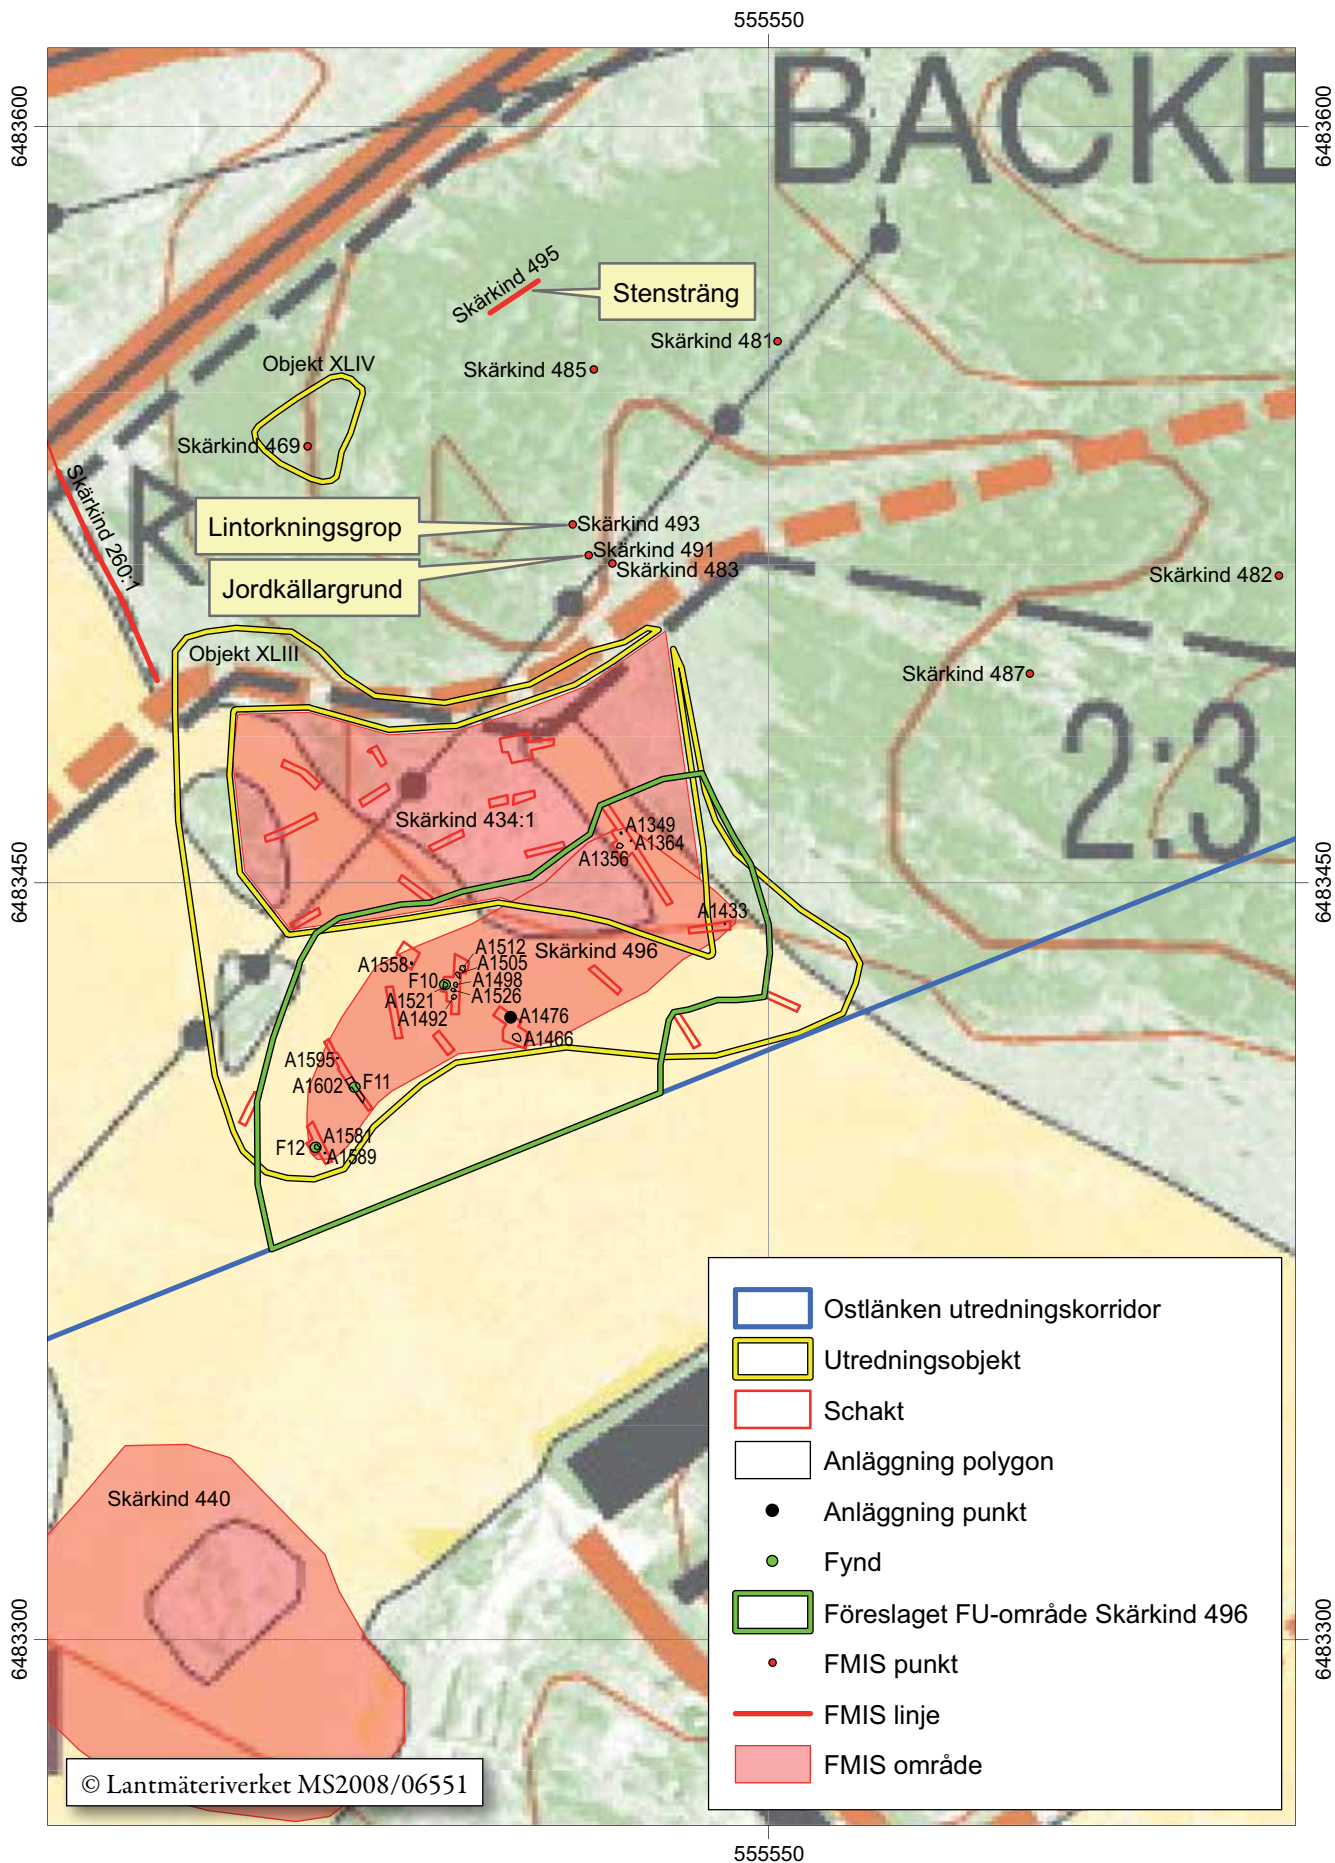 555550
6483600
6483600
BACKE
Skärkind 495
Stensträng
Skärkind 481
Objekt XLIV
Skärkind 485
Skärkind 469
R
Skärkind 260:1
Lintorkningsgrop
Skärkind 493
Skärkind 491
Jordkällargrund
Skärkind 483
Skärkind 482
Objekt XLIII
Skärkind 487
2:3
Skärkind 434:1
A1349
A1364
A1356
6483450
6483450
A1433
Skärkind 496
A1512
A1558
A1505
F10
A1498
A1521
A1526
A1492
A1476
A1466
A1595
A1602
F11
A1581
F12
A1589
Ostlänken utredningskorridor
Utredningsobjekt
Schakt
Anläggning polygon
Skärkind 440
Anläggning punkt
Fynd
Föreslaget FU-område Skärkind 496
6483300
6483300
FMIS punkt
FMIS linje
FMIS område
© Lantmäteriverket MS2008/06551
555550